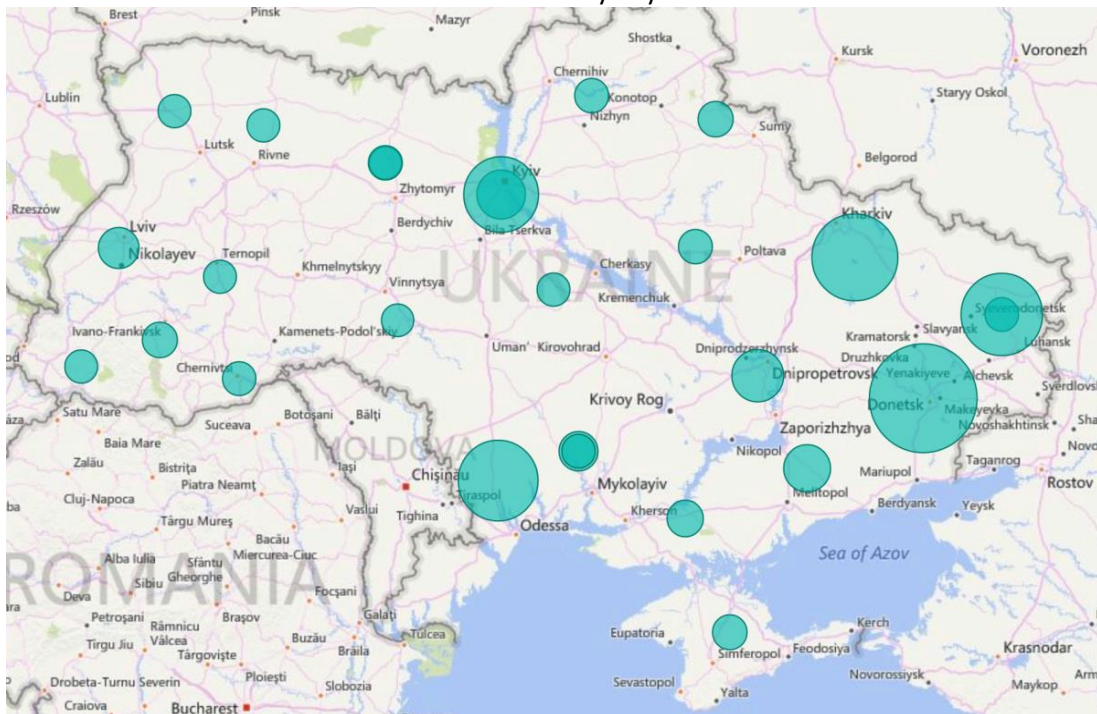 Brest
Pinsk
Mazyr
Shostka
Kursk
Voronezh
Lublin
Chernihiv
Konotop
Staryy Oskol
Nizhyn
Sumy
Lutsk
Rivne
Belgorod
Kyiv
Rzeszów
Zhytomyr
Berdychiv
Kharkiv
Lviv
Bila Tserkva
Nikolayev
Ternopil
Khmelnytskyy
Cherkasy
Poltava
UKRAINE
Vinnytsya
Kremenchuk
Syeverodonetsk
Ivano-Frankivsk
Kamenets-Podol'skiy
Uman'
Kirovohrad
Kramatorsk
Slavyansk
Luhansk
Chernivtsi
Dniprodzerzhynsk
Druzhkovka
Dnipropetrovsk
Yenakiyeve
Alchevsk
Sverdlovs
Satu Mare
Botoşani
Bălţi
Krivoy Rog
Donetsk
Makeyevka
Novoshakhtinsk
Suceava
Baia Mare
MOLDOVA
Zaporizhzhya
Zalău
Bistriţa
Iaşi
Chişinău
Nikopol
Mariupol
Taganrog
Rostov
Piatra Neamţ
Tiraspol
Mykolayiv
Melitopol
Cluj-Napoca
Vaslui
Tighina
Berdyansk
Yeysk
Târgu Mureş
Odessa
Kherson
Bacău
Miercurea-Ciuc
Alba Iulia
Sfântu
Gheorghe
Sea of Azov
ROMANIA
Deva
Sibiu
Focşani
Petroşani
Braşov
Galaţi
Râmnicu
Vâlcea
Buzău
Tulcea
Eupatoria
Kerch
Tîrgu Jiu
Târgovişte
Brăila
Simferopol
Feodosiya
Krasnodar
Drobeta-Turnu Severin
Ploieşti
Slobozia
Sevastopol
Novorossiysk
Maykop
Craiova
Bucharest
Yalta